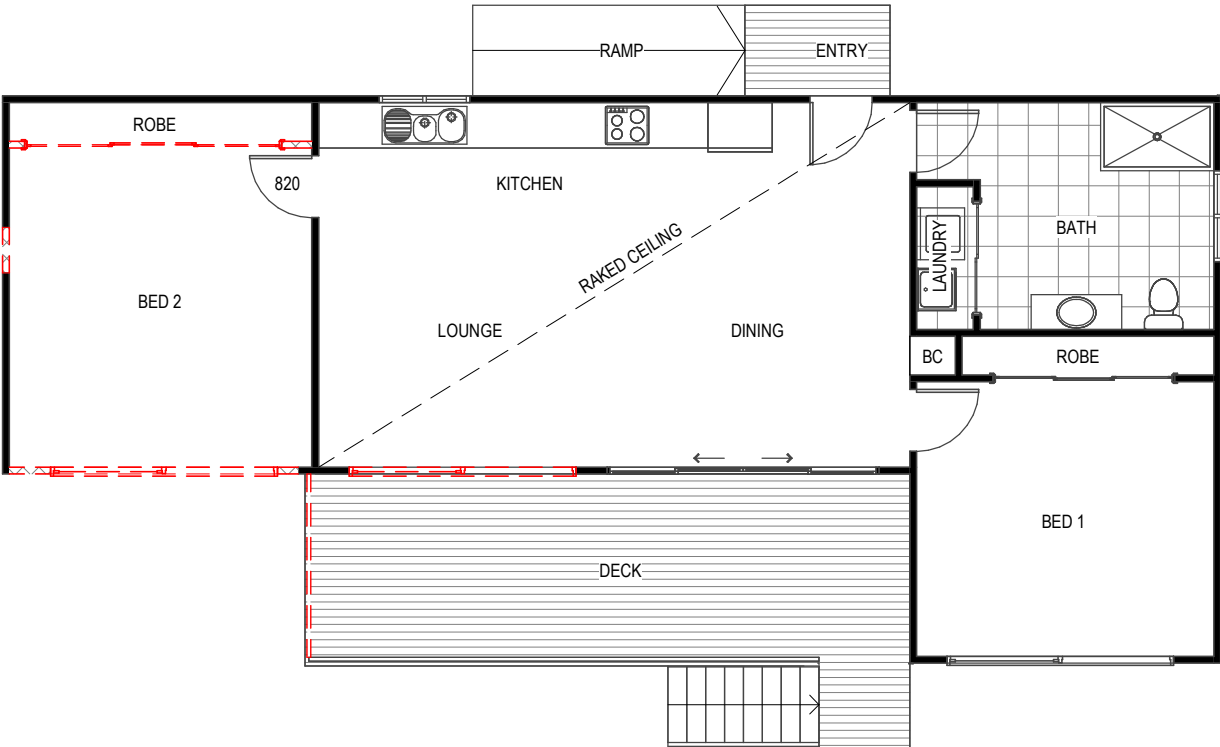 RAMP
ENTRY
ROBE
820
KITCHEN
BATH
LAUNDRY
RAKED CEILING
BED 2
LOUNGE
DINING
BC
ROBE
BED 1
DECK